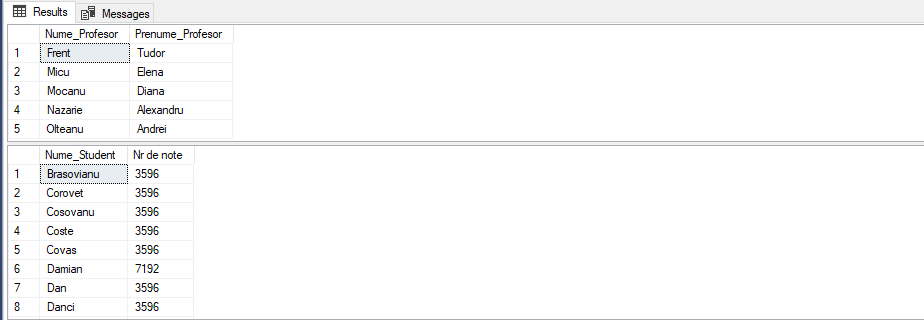 Results Messages
Nume_Profesor Prenume_Profesor
1 Frent Tudor
2 Micu Elena
3 Mocanu Diana
4 Nazarie Alexandru
5 Olteanu Andrei
Nume_Student Nr de note
1 Brasovianu 3596
2 Corovet 3596
3 Cosovanu 3596
4 Coste 3596
5 Covas 3596
6 Damian 7192
7 Dan 3596
8 Danci 3596